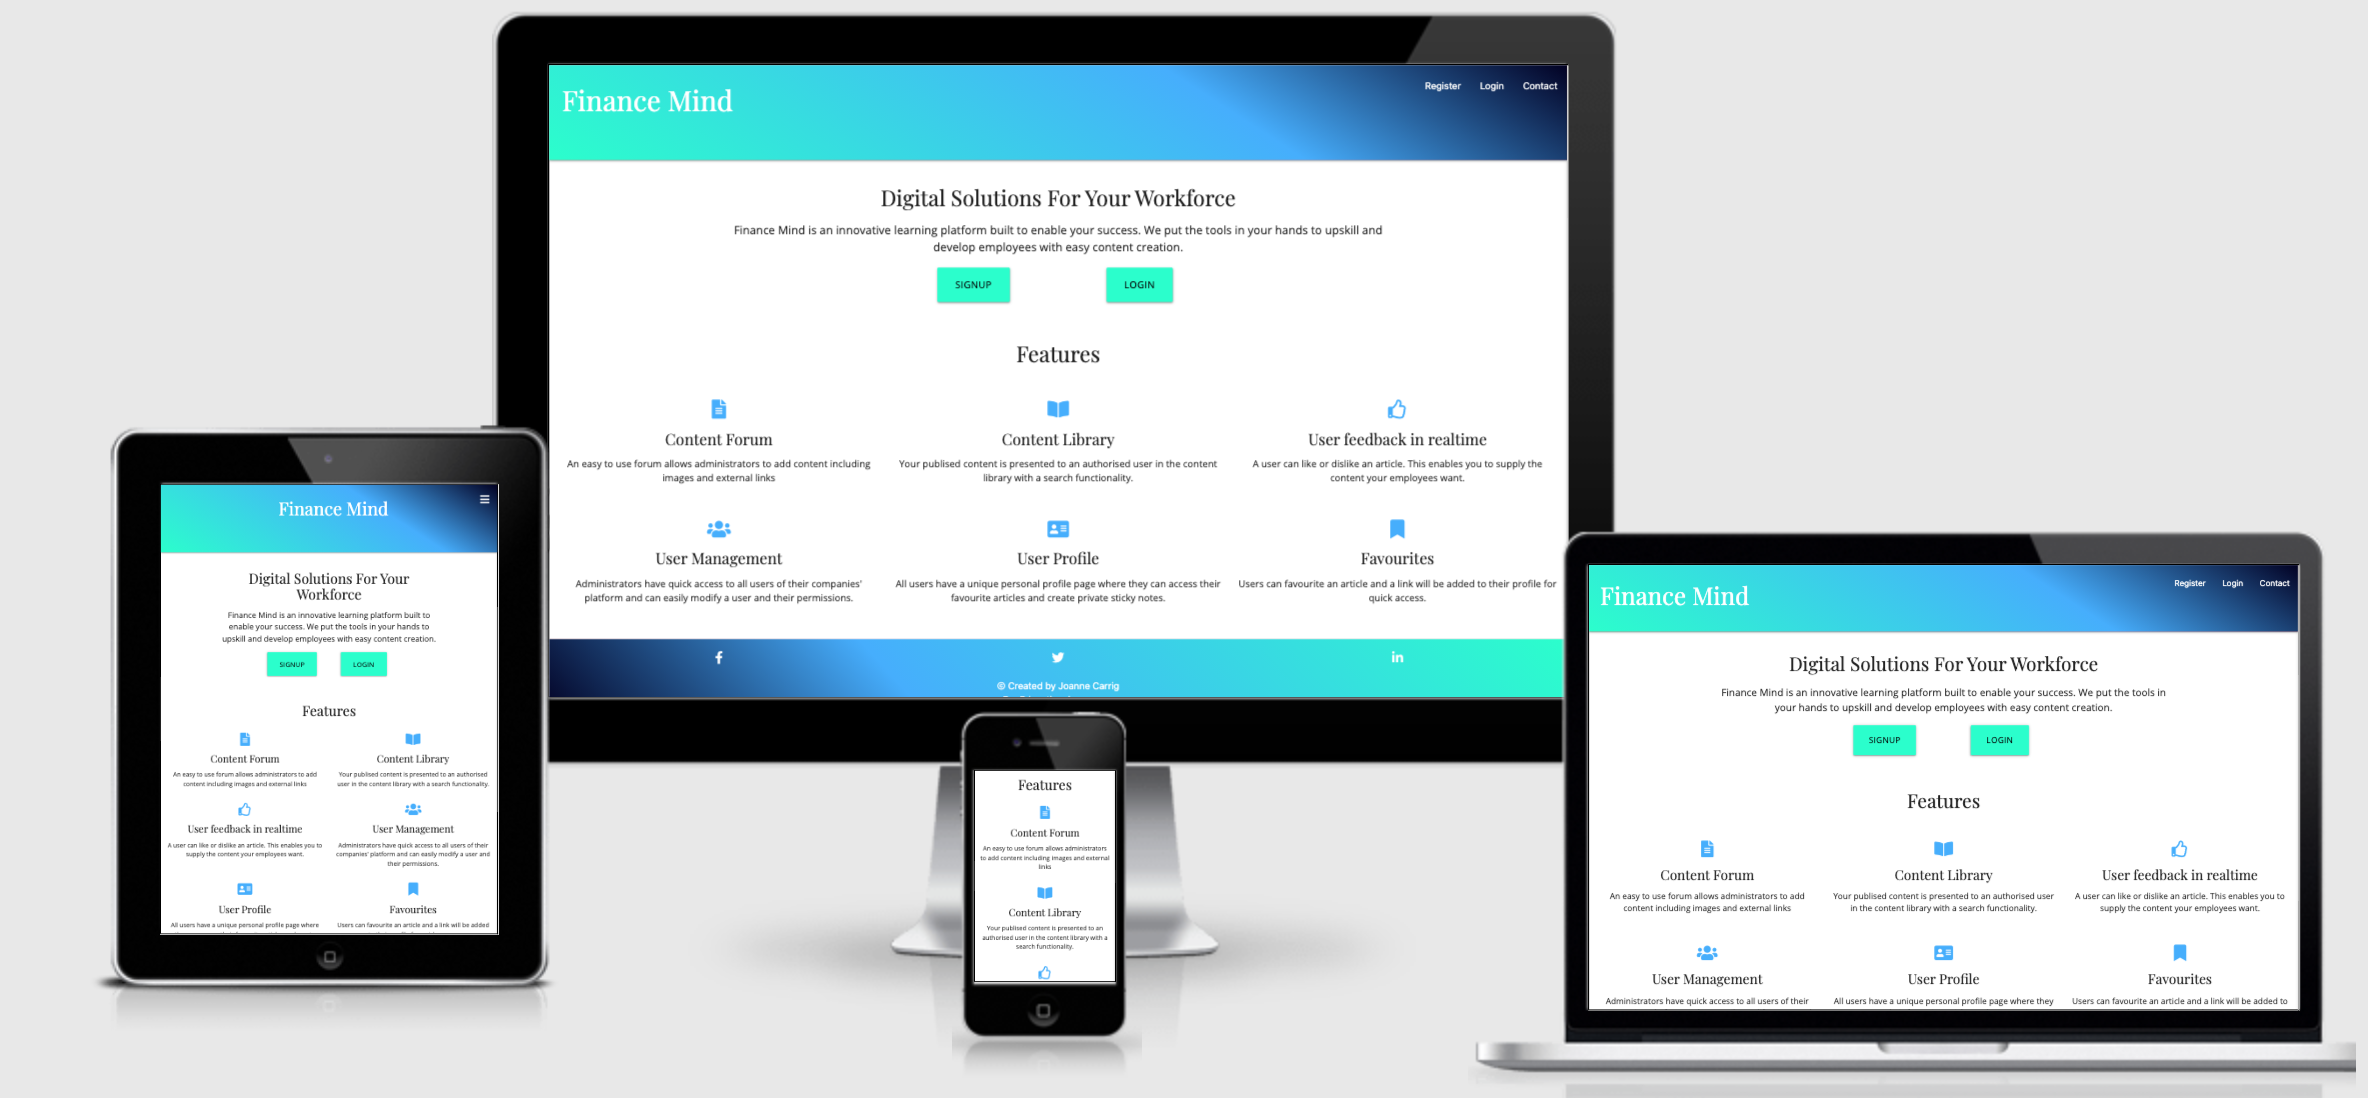 Finance Mind
Register Login Contact
Digital Solutions For Your Workforce
Finance Mind is an innovative learning platform built to enable your success. We put the tools in your hands to upskill and
develop employees with easy content creation.
SIGNUP LOGIN
Features
Content Forum
An easy to use forum allows administrators to add content including
images and external links
Content Library
Your publised content is presented to an authorised user in the content
library with a search functionality.
User feedback in realtime
A user can like or dislike an article. This enables you to supply the
content your employees want.
User Management
Administrators have quick access to all users of their companies'
platform and can easily modify a user and their permissions.
User Profile
All users have a unique personal profile page where they can access their
favourite articles and create private sticky notes.
Favourites
Users can favourite an article and a link will be added to their profile for
quick access.
© Created by Joanne Carrig
Finance Mind
Digital Solutions For Your
Workforce
Finance Mind is an innovative learning platform built to
enable your success. We put the tools in your hands to
upskill and develop employees with easy content creation.
SIGNUP LOGIN
Features
Content Forum
An easy to use forum allows administrators to add
content including images and external links
Content Library
Your publised content is presented to an authorised
user in the content library with a search functionality.
User feedback in realtime
A user can like or dislike an article. This enables you to
supply the content your employees want.
User Management
Administrators have quick access to all users of their
companies' platform and can easily modify a user and
their permissions.
User Profile
All users have a unique personal profile page where
Favourites
Users can favourite an article and a link will be added
Features
Content Forum
An easy to use forum allows administrators
to add content including images and external
links
Content Library
Your publised content is presented to an
authorised user in the content library with a
search functionality.
Finance Mind
Register Login Contact
Digital Solutions For Your Workforce
Finance Mind is an innovative learning platform built to enable your success. We put the tools in
your hands to upskill and develop employees with easy content creation.
SIGNUP LOGIN
Features
Content Forum
An easy to use forum allows administrators to add
content including images and external links
Content Library
Your publised content is presented to an authorised user
in the content library with a search functionality.
User feedback in realtime
A user can like or dislike an article. This enables you to
supply the content your employees want.
User Management
Administrators have quick access to all users of their
User Profile
All users have a unique personal profile page where they
Favourites
Users can favourite an article and a link will be added to